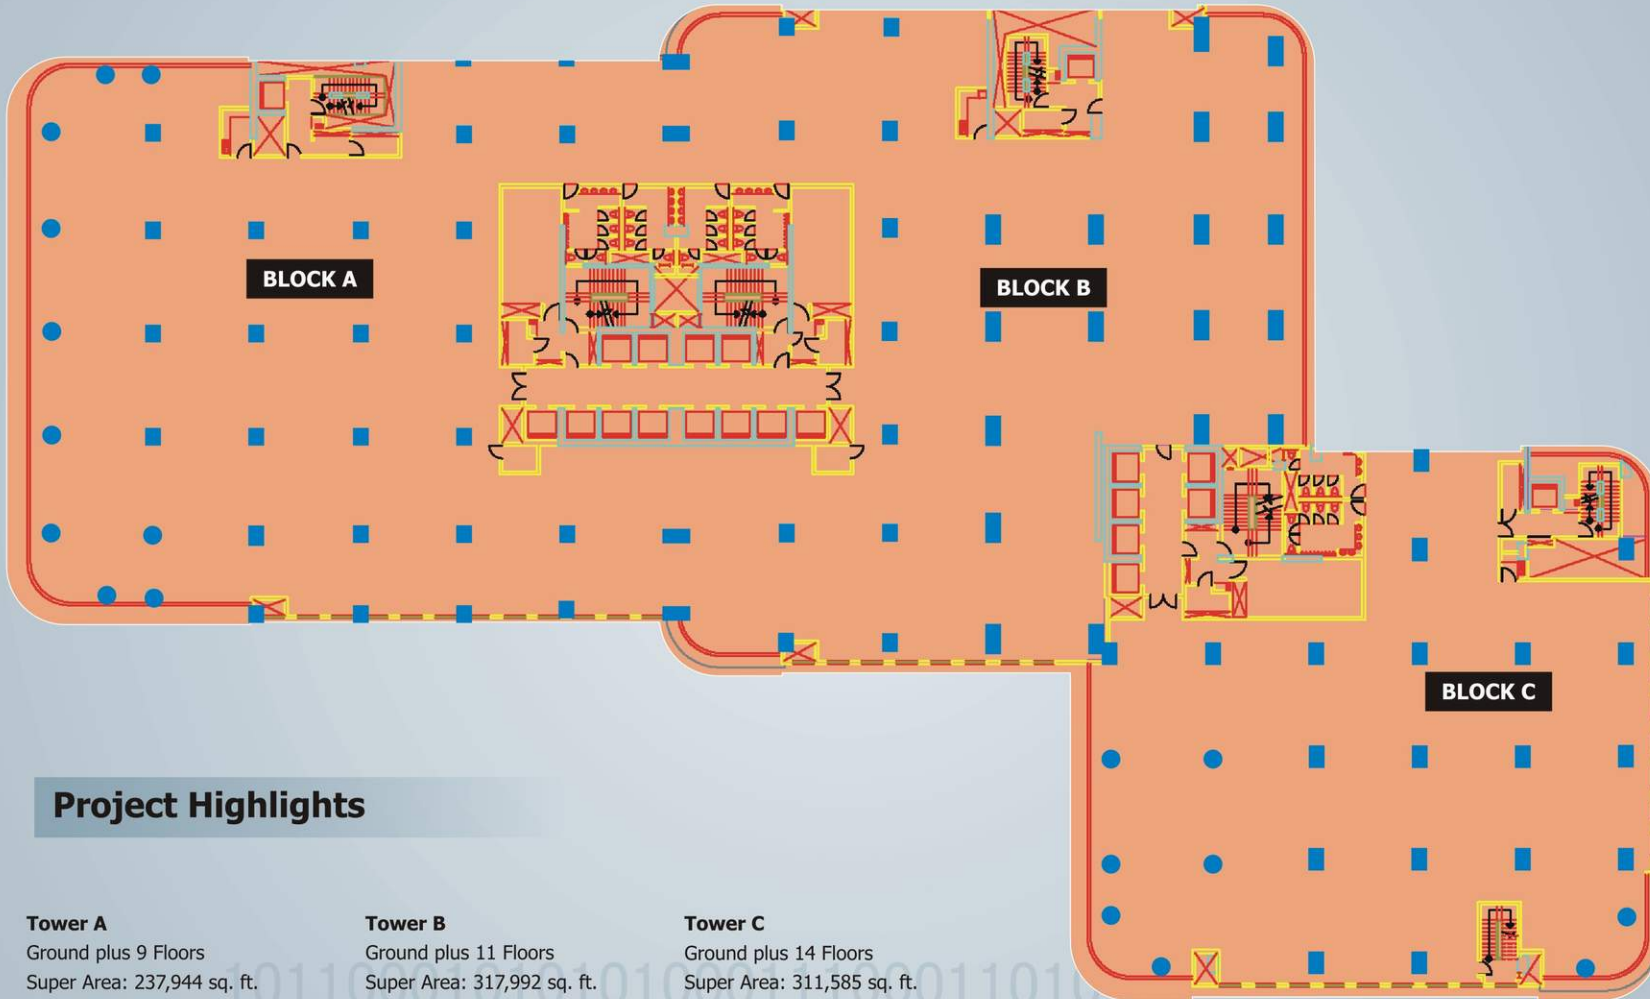 BLOCK A
BLOCK B
BLOCK C
Project Highlights
Tower A
Ground plus 9 Floors
Super Area: 237,944 sq. ft.
Tower B
Ground plus 11 Floors
Super Area: 317,992 sq. ft.
Tower C
Ground plus 14 Floors
Super Area: 311,585 sq. ft.